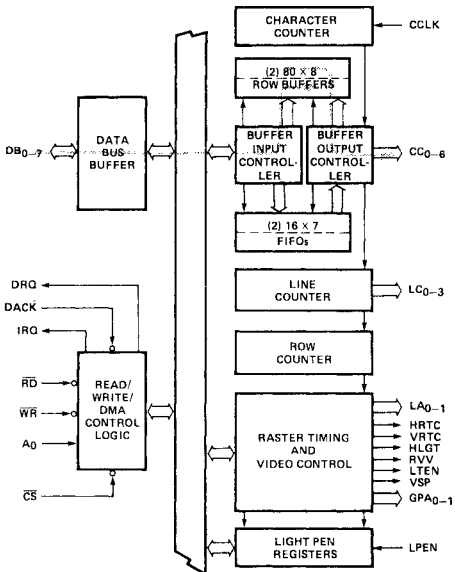 CHARACTER
COUNTER
CCLK
(2) 80 X 8
ROW BUFFERS
DB0–7
DATA
BUS
BUFFER
BUFFER
INPUT
CONTROL-
LER
BUFFER
OUTPUT
CONTROL-
LER
CC0–6
(2) 16 X 7
FIFOs
DRQ
DACK
IRQ
RD
WR
A0
CS
READ/
WRITE/
DMA
CONTROL
LOGIC
LINE
COUNTER
LC0–3
ROW
COUNTER
RASTER TIMING
AND
VIDEO CONTROL
LA0–1
HRTC
VRTC
HLGT
RVV
LTEN
VSP
GPA0–1
LIGHT PEN
REGISTERS
LPEN